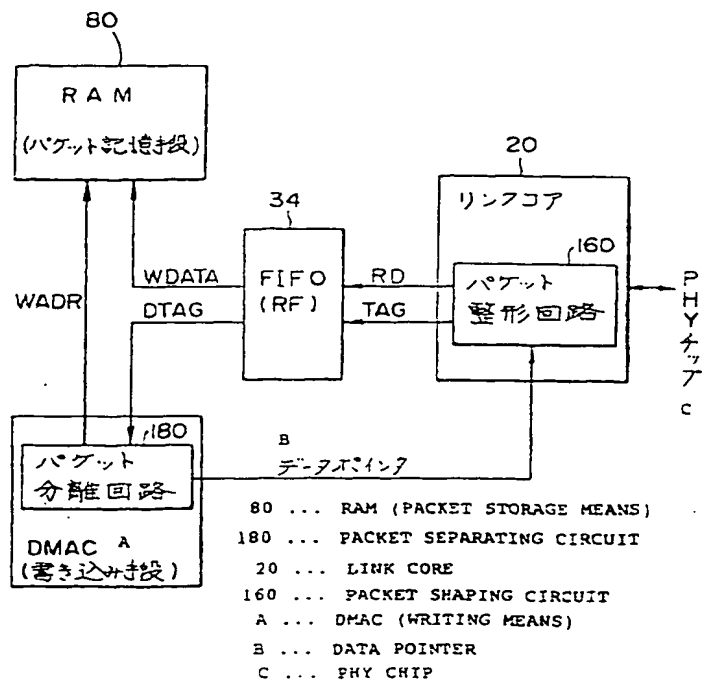 80
RAM
(パケット記憶手段)
20
リンクコア
34
FIFO
(RF)
160
パケット
整形回路
WDATA
DTAG
RD
TAG
WADR
PHYチップ
C
180
パケット
分離回路
DMAC A
(書き込み手段)
B
データポインタ
80 ... RAM (PACKET STORAGE MEANS)
180 ... PACKET SEPARATING CIRCUIT
20 ... LINK CORE
160 ... PACKET SHAPING CIRCUIT
A ... DMAC (WRITING MEANS)
B ... DATA POINTER
C ... PHY CHIP